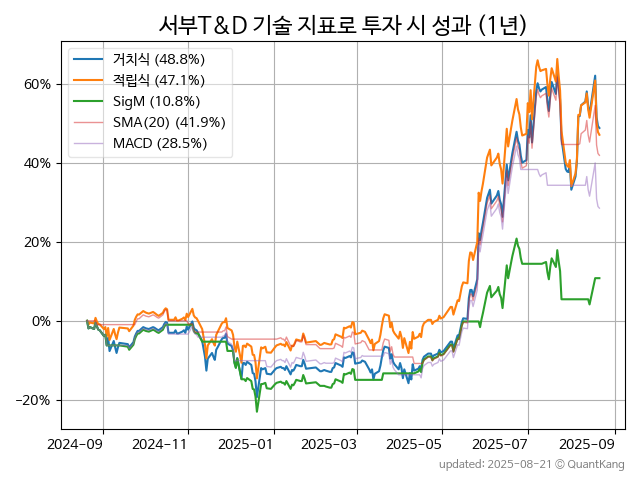 서부T&D 기술 지표로 투자 시 성과 (1년)
거치식 (48.8%)
적립식 (47.1%)
SigM (10.8%)
SMA(20) (41.9%)
MACD (28.5%)
60%
40%
20%
0%
−20%
2024-09 2024-11 2025-01 2025-03 2025-05 2025-07 2025-09
updated: 2025-08-21 © QuantKang